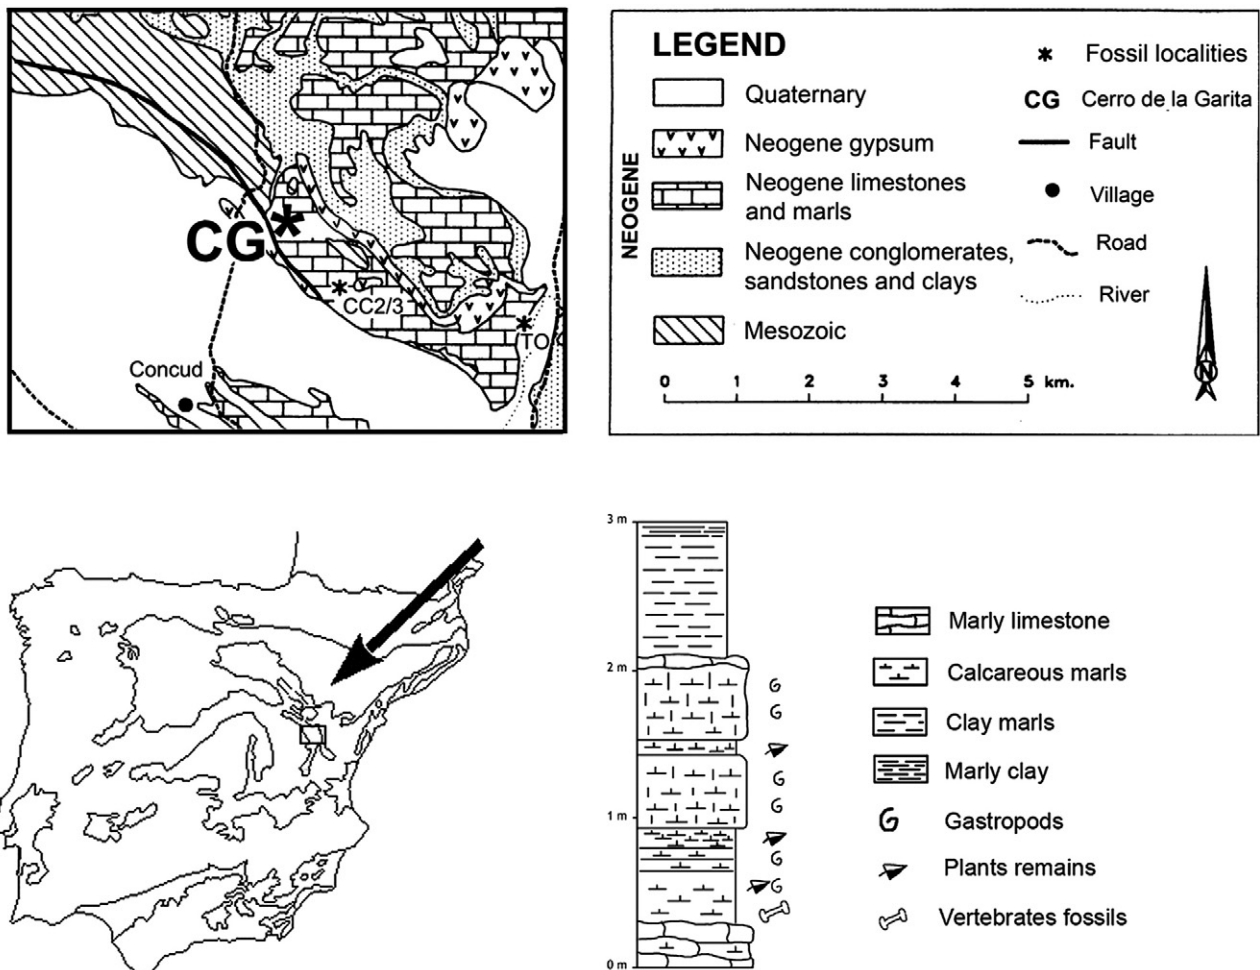 CG
CC2/3
TO
Concud
LEGEND
NEOGENE
Quaternary
Neogene gypsum
Neogene limestones
and marls
Neogene conglomerates,
sandstones and clays
Mesozoic
Fossil localities
CG Cerro de la Garita
Fault
Village
Road
River
0 1 2 3 4 5 km.
N
3 m
2 m
1 m
0 m
Marly limestone
Calcareous marls
Clay marls
Marly clay
Gastropods
Plants remains
Vertebrates fossils